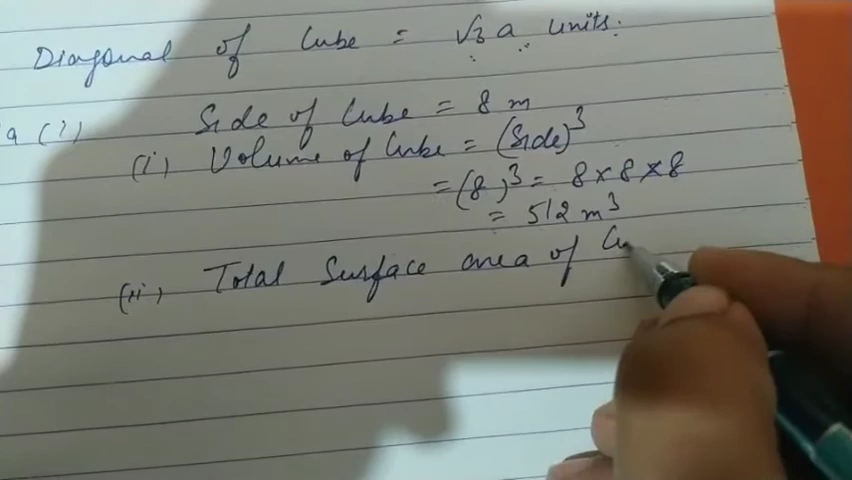 Diagonal of Cube = √3 a units.
a (i) Side of Cube = 8 m
(i) Volume of Cube = (Side)³
= (8)³ = 8 × 8 × 8
= 512 m³
(ii) Total Surface area of Cu